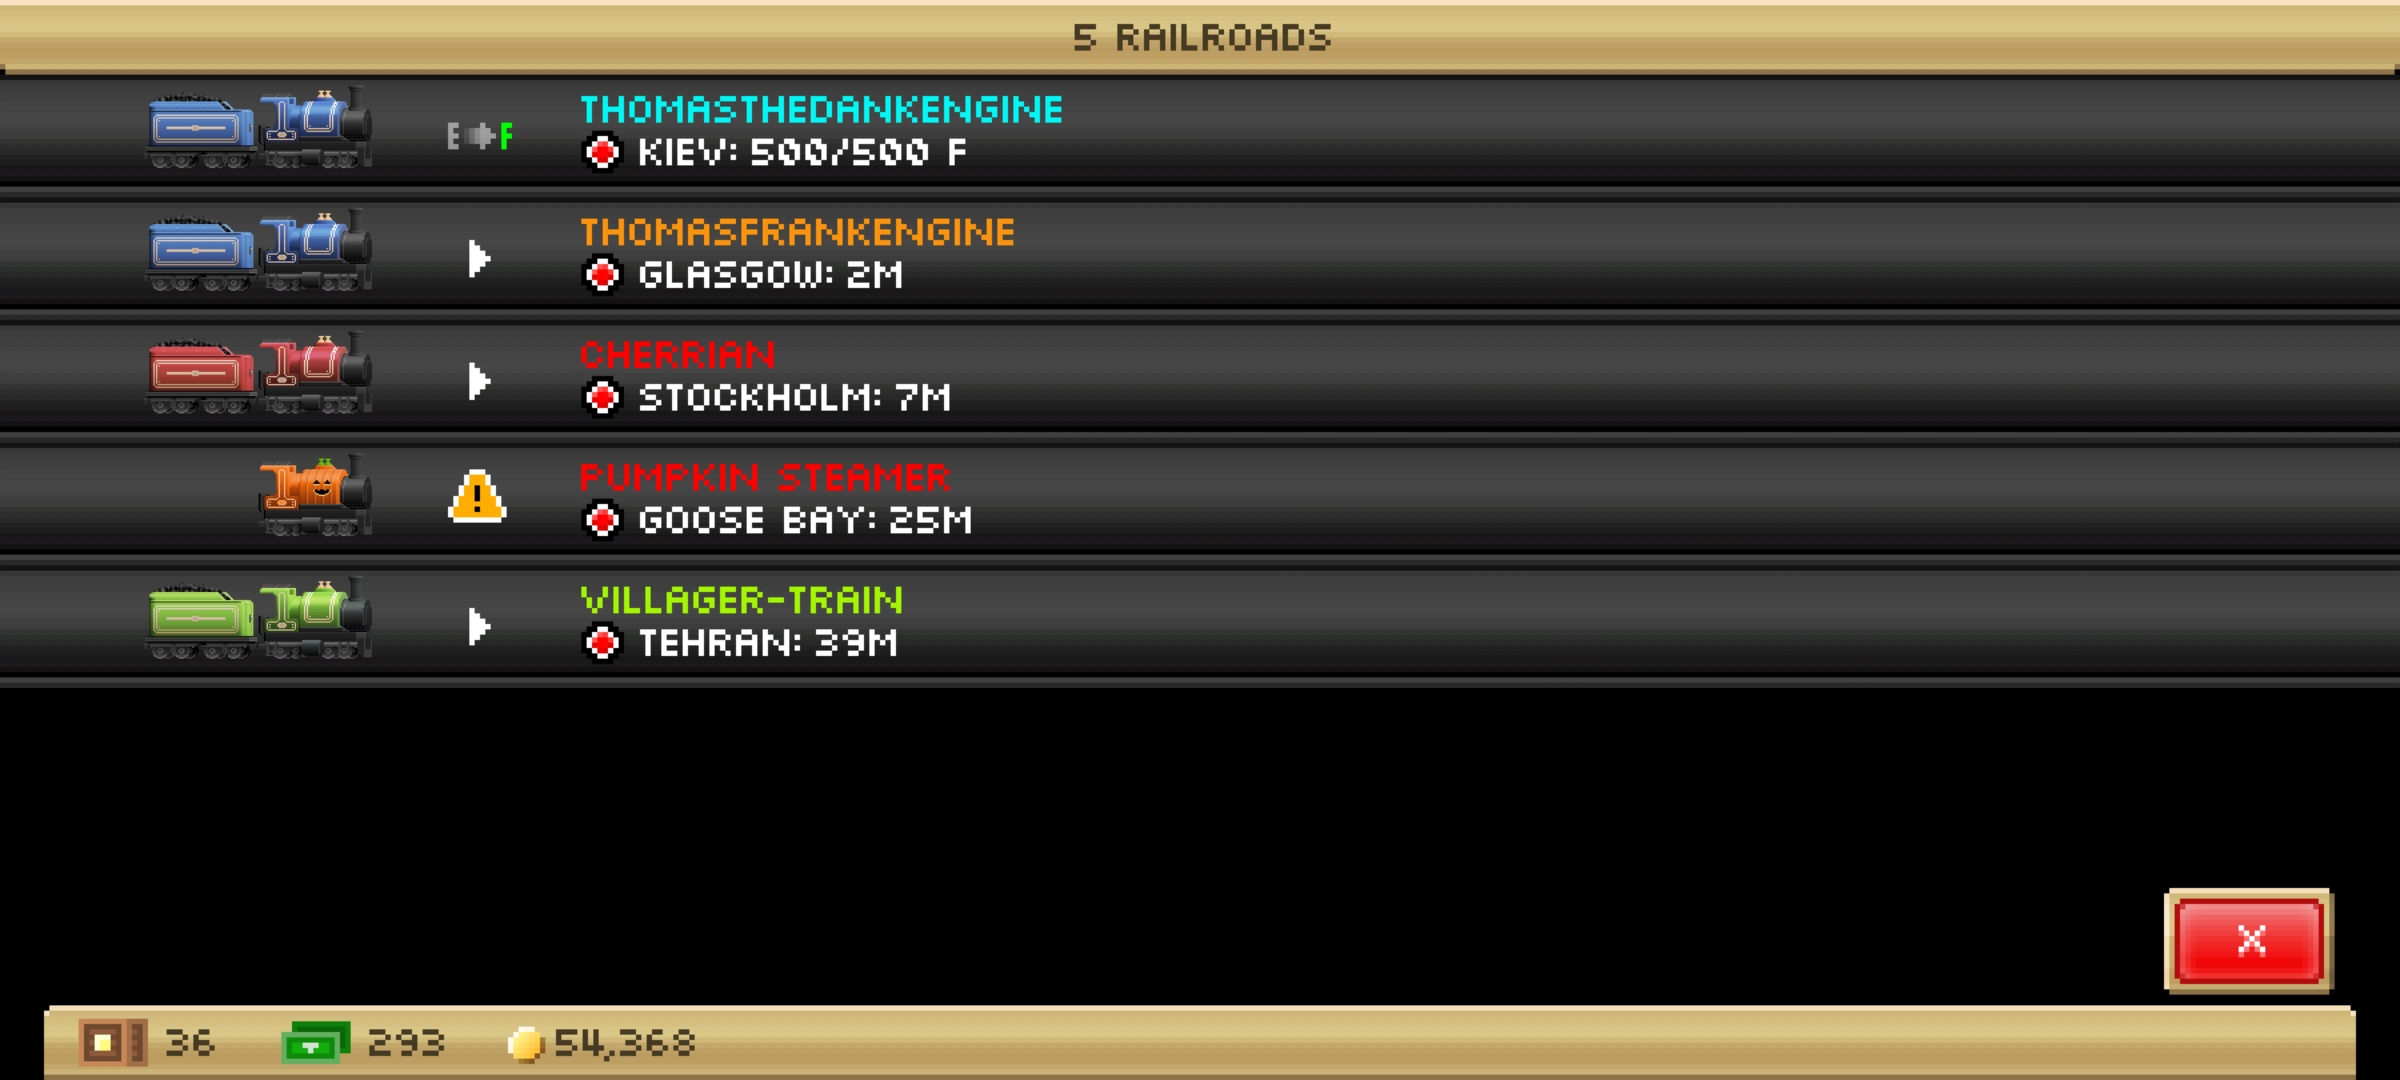 5 RAILROADS
E F
THOMASTHEDANKENGINE
KIEV: 500/500 F
THOMASFRANKENGINE
GLASGOW: 2M
CHERRIAN
STOCKHOLM: 7M
!
PUMPKIN STEAMER
GOOSE BAY: 25M
VILLAGER-TRAIN
TEHRAN: 39M
X
36 293 54,368